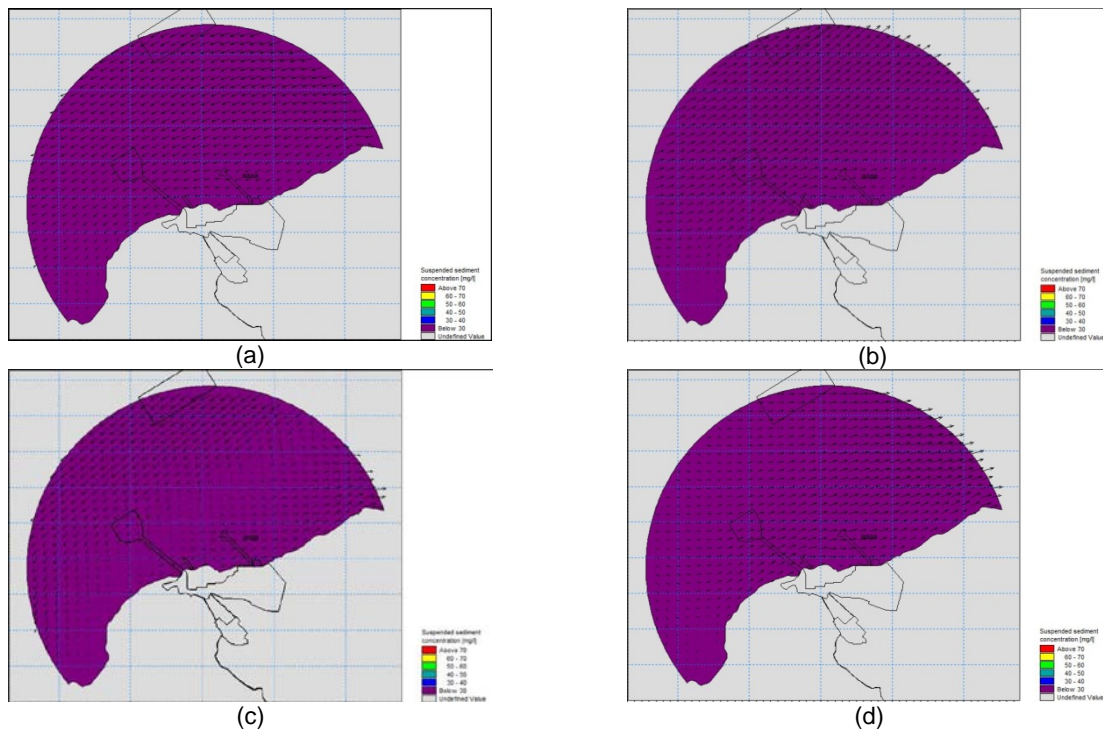 Suspended sediment
concentration [mg/l]
Above 70
60 - 70
50 - 60
40 - 50
30 - 40
Below 30
Undefined Value
(a)
Suspended sediment
concentration [mg/l]
Above 70
60 - 70
50 - 60
40 - 50
30 - 40
Below 30
Undefined Value
(b)
Suspended sediment
concentration [mg/l]
Above 70
60 - 70
50 - 60
40 - 50
30 - 40
Below 30
Undefined Value
(c)
Suspended sediment
concentration [mg/l]
Above 70
60 - 70
50 - 60
40 - 50
30 - 40
Below 30
Undefined Value
(d)